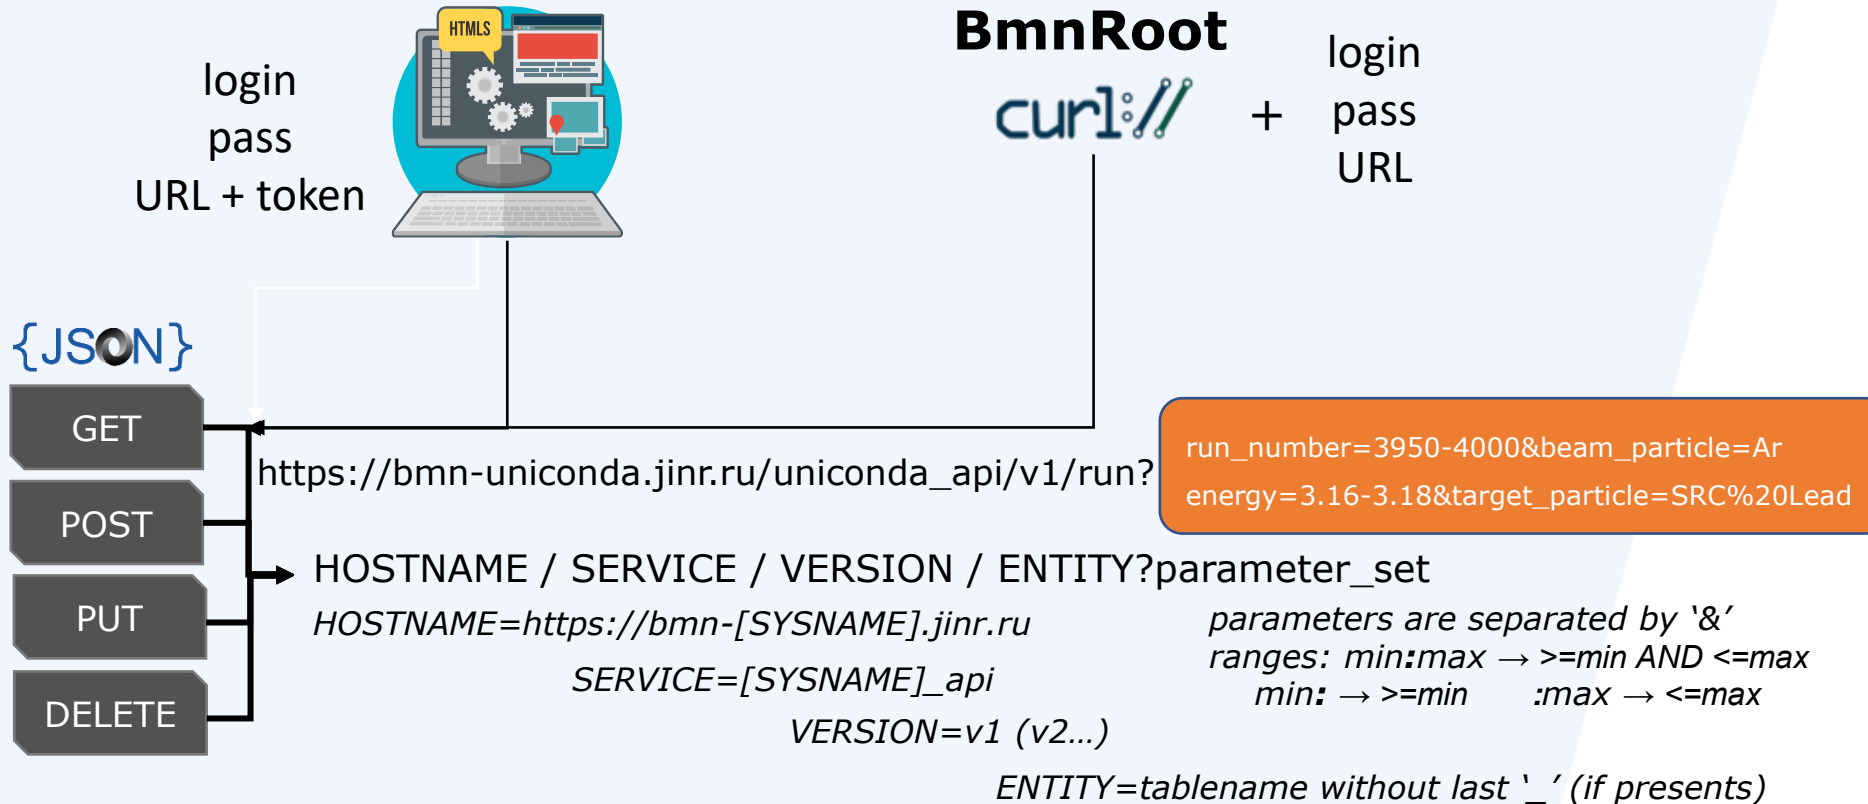 HTML5
login
pass
URL + token
BmnRoot
curl://
+
login
pass
URL
{JSON}
GET
POST
PUT
DELETE
https://bmn-uniconda.jinr.ru/uniconda_api/v1/run?
run_number=3950-4000&beam_particle=Ar
energy=3.16-3.18&target_particle=SRC%20Lead
HOSTNAME / SERVICE / VERSION / ENTITY?parameter_set
HOSTNAME=https://bmn-[SYSNAME].jinr.ru
SERVICE=[SYSNAME]_api
VERSION=v1 (v2…)
ENTITY=tablename without last ‘_’ (if presents)
parameters are separated by ‘&’
ranges: min:max → >=min AND <=max
min: → >=min :max → <=max